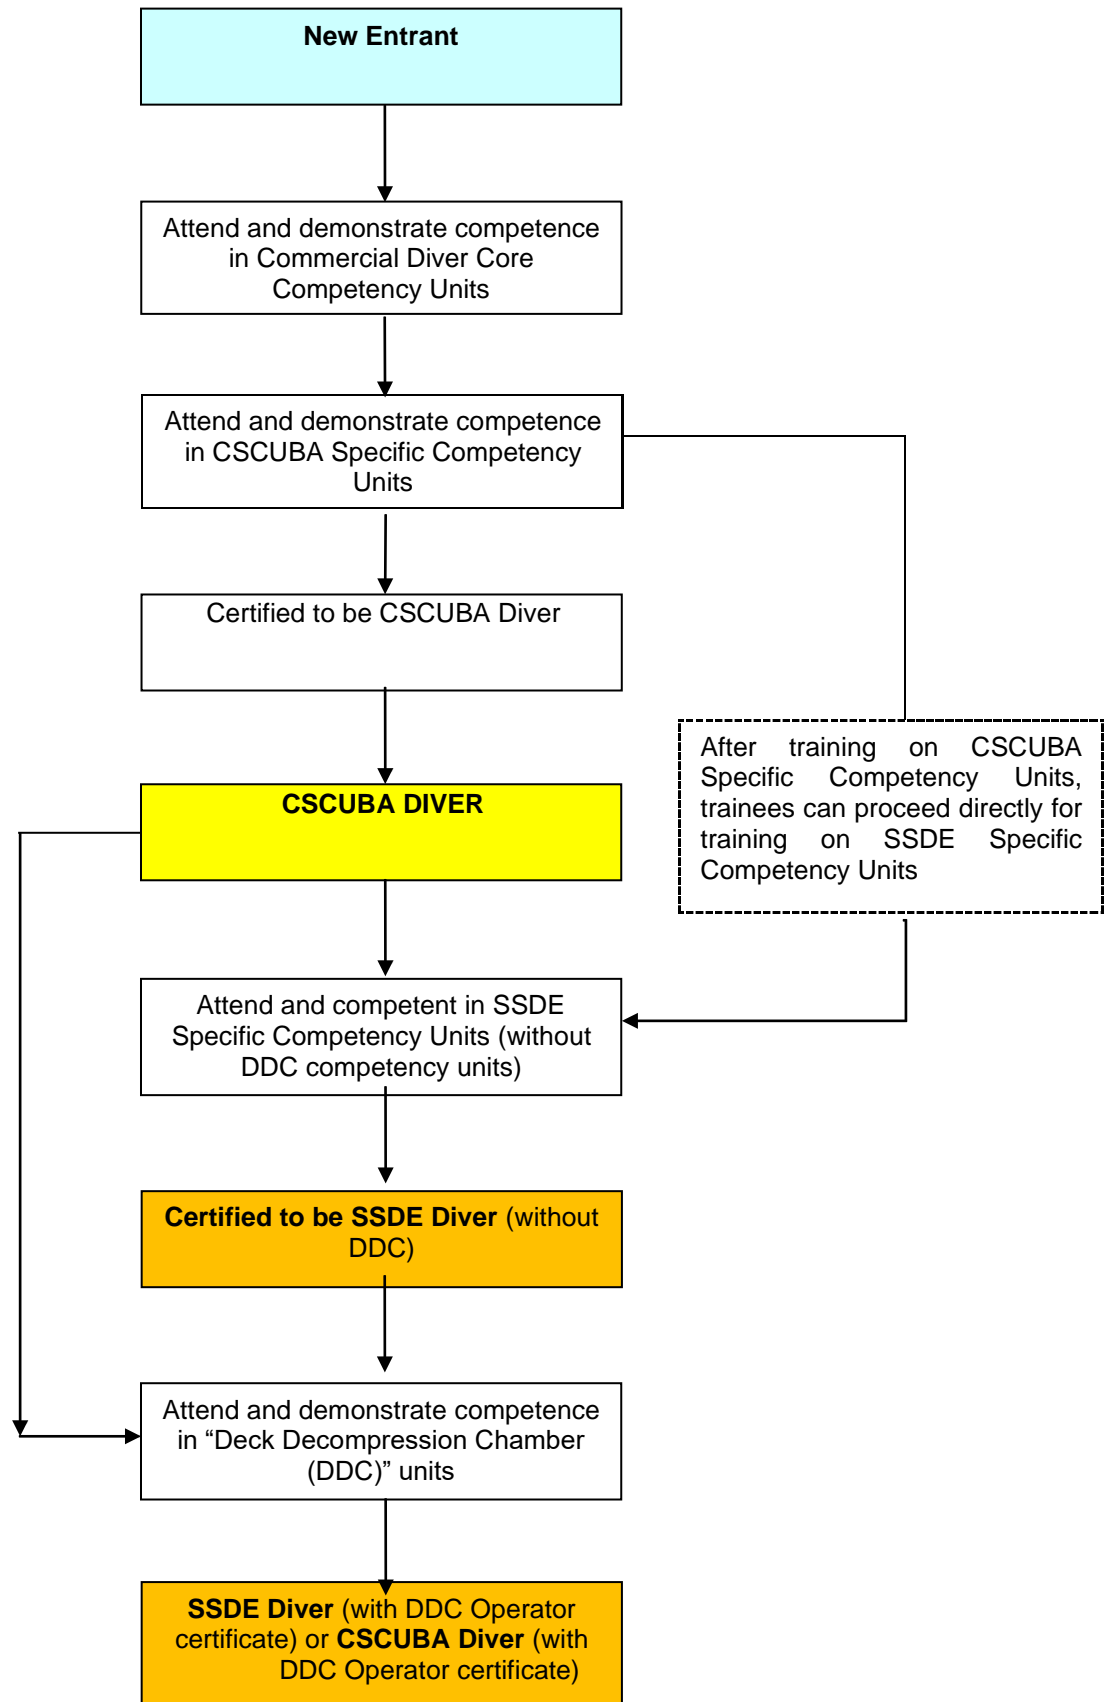 New Entrant
Attend and demonstrate competence
in Commercial Diver Core
Competency Units
Attend and demonstrate competence
in CSCUBA Specific Competency
Units
Certified to be CSCUBA Diver
After training on CSCUBA
Specific Competency Units,
trainees can proceed directly for
training on SSDE Specific
Competency Units
CSCUBA DIVER
Attend and competent in SSDE
Specific Competency Units (without
DDC competency units)
Certified to be SSDE Diver (without
DDC)
Attend and demonstrate competence
in “Deck Decompression Chamber
(DDC)” units
SSDE Diver (with DDC Operator
certificate) or CSCUBA Diver (with
DDC Operator certificate)